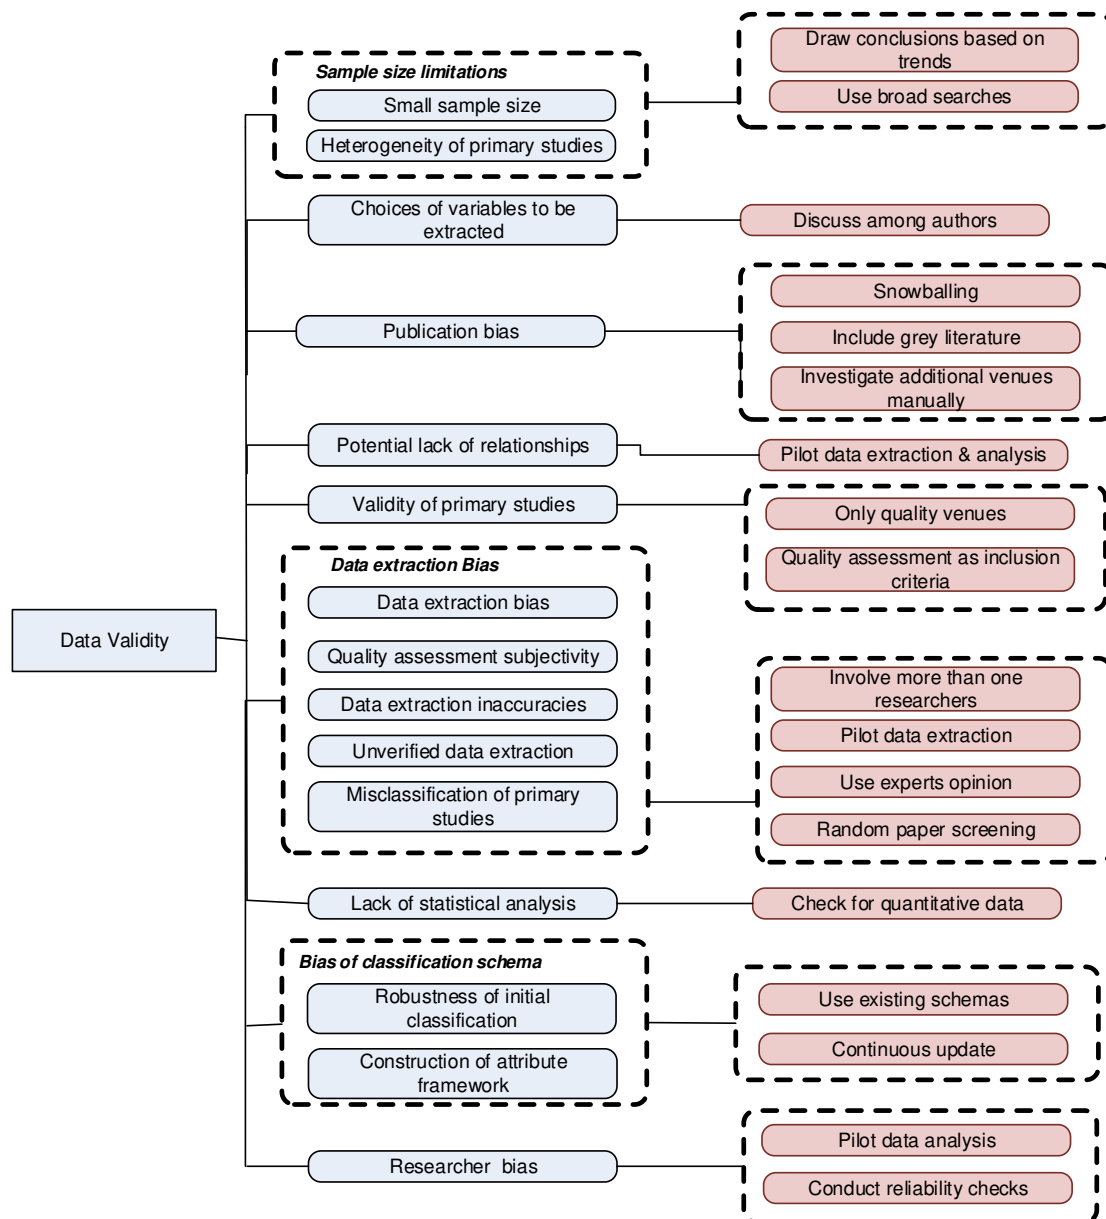 Draw conclusions based on
trends
Use broad searches
Sample size limitations
Small sample size
Heterogeneity of primary studies
Choices of variables to be
extracted
Discuss among authors
Publication bias
Snowballing
Include grey literature
Investigate additional venues
manually
Potential lack of relationships
Pilot data extraction & analysis
Validity of primary studies
Only quality venues
Quality assessment as inclusion
criteria
Data Validity
Data extraction Bias
Data extraction bias
Quality assessment subjectivity
Data extraction inaccuracies
Unverified data extraction
Misclassification of primary
studies
Involve more than one
researchers
Pilot data extraction
Use experts opinion
Random paper screening
Lack of statistical analysis
Check for quantitative data
Bias of classification schema
Robustness of initial
classification
Construction of attribute
framework
Use existing schemas
Continuous update
Researcher bias
Pilot data analysis
Conduct reliability checks